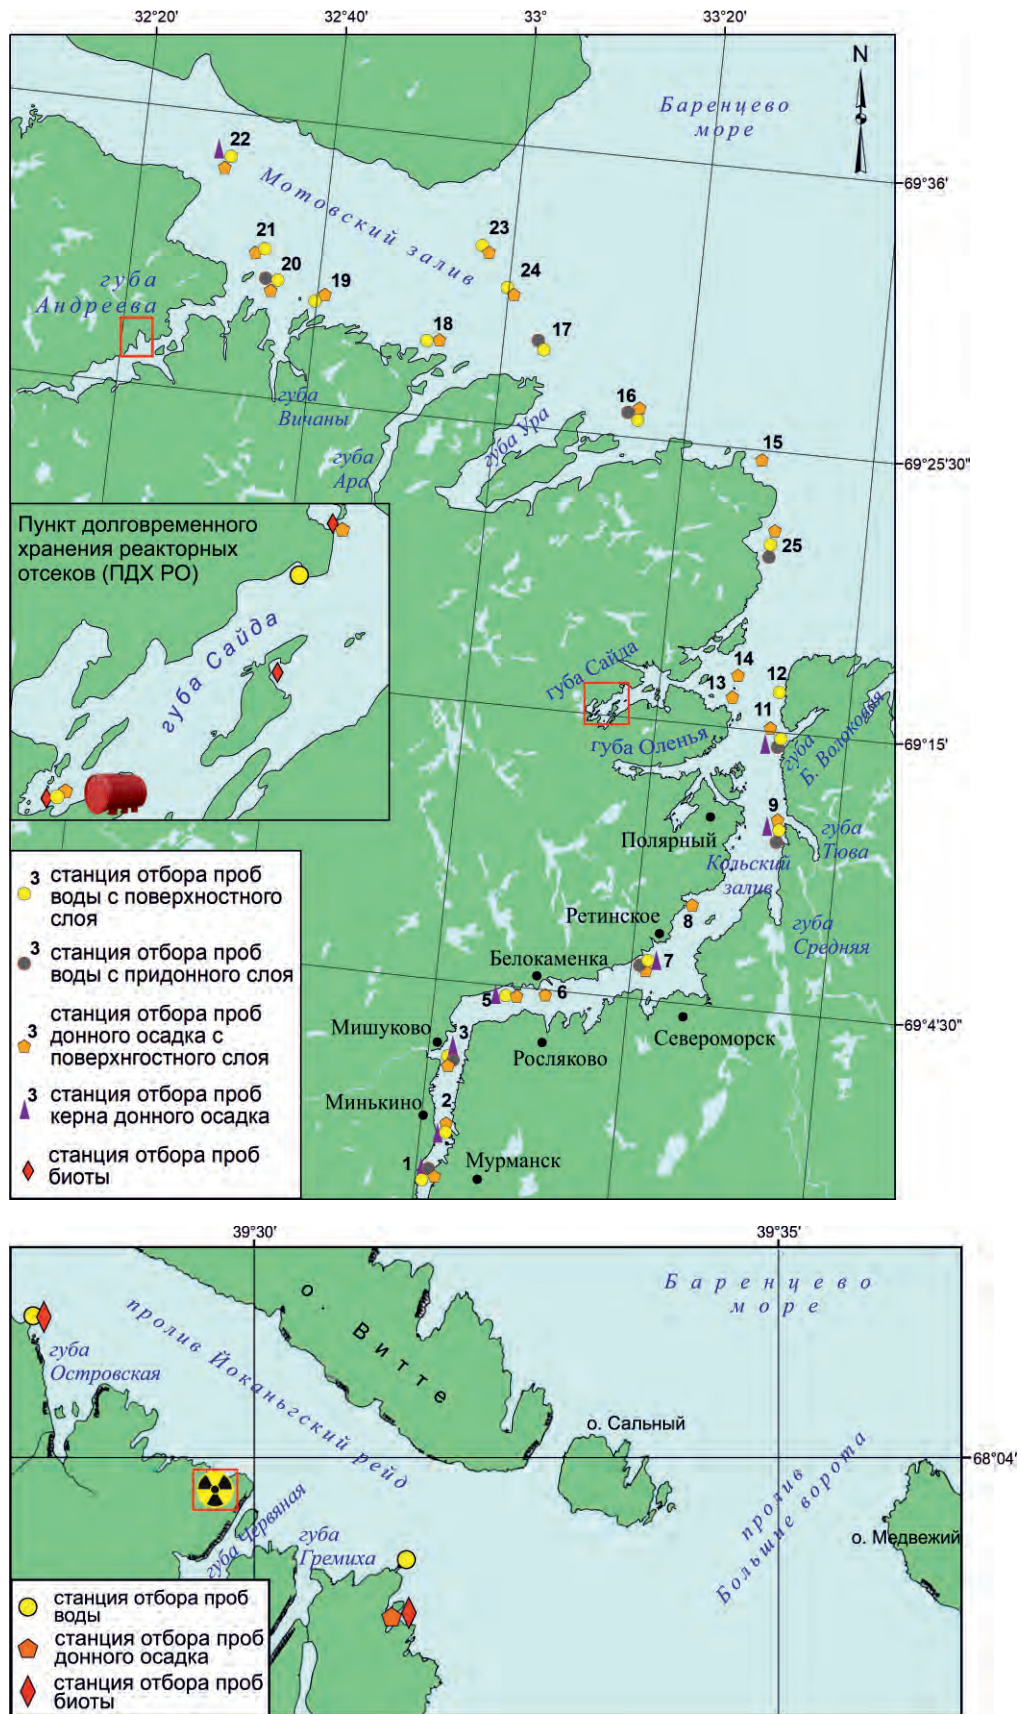 32°20'
32°40'
33°
33°20'
N
Баренцево
море
22
69°36'
Мотовский залив
21
23
20
губа
Андреева
19
24
18
17
губа
Вичаны
16
губа Ура
15
губа
Ара
69°25'30"
Пункт долговременного
хранения реакторных
отсеков (ПДХ РО)
25
губа Сайда
губа Сайда
14
12
13
11
губа Оленья
губа
Б. Волоковая
69°15'
9
Полярный
губа
Тюва
Кольский
залив
3 станция отбора проб
воды с поверхностного
слоя
8
Ретинское
губа
Средняя
3 станция отбора проб
воды с придонного слоя
Белокаменка
7
5
6
3 станция отбора проб
донного осадка с
поверхнгостного слоя
Мишуково
3
Росляково
Североморск
69°4'30"
3 станция отбора проб
керна донного осадка
Минькино
2
станция отбора проб
биоты
1
Мурманск
39°30'
39°35'
Баренцево
море
о. Витте
пролив Йоканьгский рейд
губа
Островская
о. Сальный
68°04'
пролив
Большие ворота
о. Медвежий
губа Червяная
губа
Гремиха
станция отбора проб
воды
станция отбора проб
донного осадка
станция отбора проб
биоты